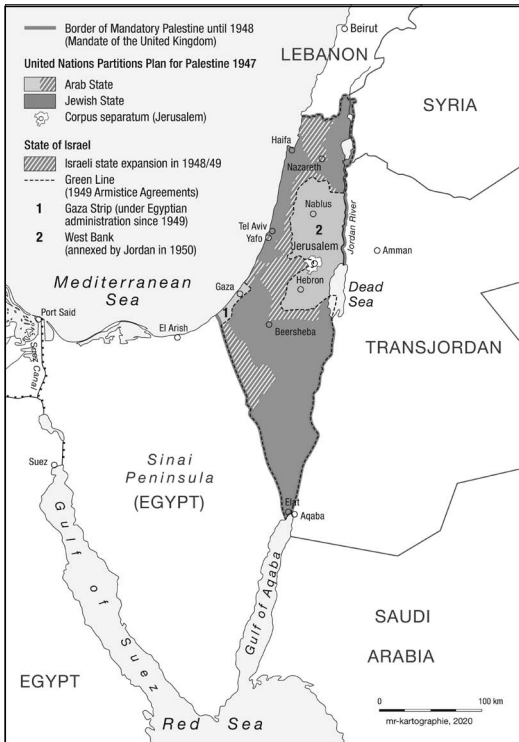 Border of Mandatory Palestine until 1948
(Mandate of the United Kingdom)
United Nations Partitions Plan for Palestine 1947
Arab State
Jewish State
Corpus separatum (Jerusalem)
State of Israel
Israeli state expansion in 1948/49
Green Line
(1949 Armistice Agreements)
1 Gaza Strip (under Egyptian
administration since 1949)
2 West Bank
(annexed by Jordan in 1950)
Beirut
LEBANON
SYRIA
Haifa
Nazareth
Nablus
2
Jordan River
Tel Aviv
Yafo
Jerusalem
Amman
Mediterranean
Sea
Hebron
Dead
Sea
Gaza
1
Port Said
El Arish
Beersheba
TRANSJORDAN
Suez Canal
Suez
Sinai
Peninsula
(EGYPT)
Elat
Aqaba
Gulf of Suez
Gulf of Aqaba
SAUDI
ARABIA
EGYPT
Red Sea
0 100 km
mr-kartographie, 2020